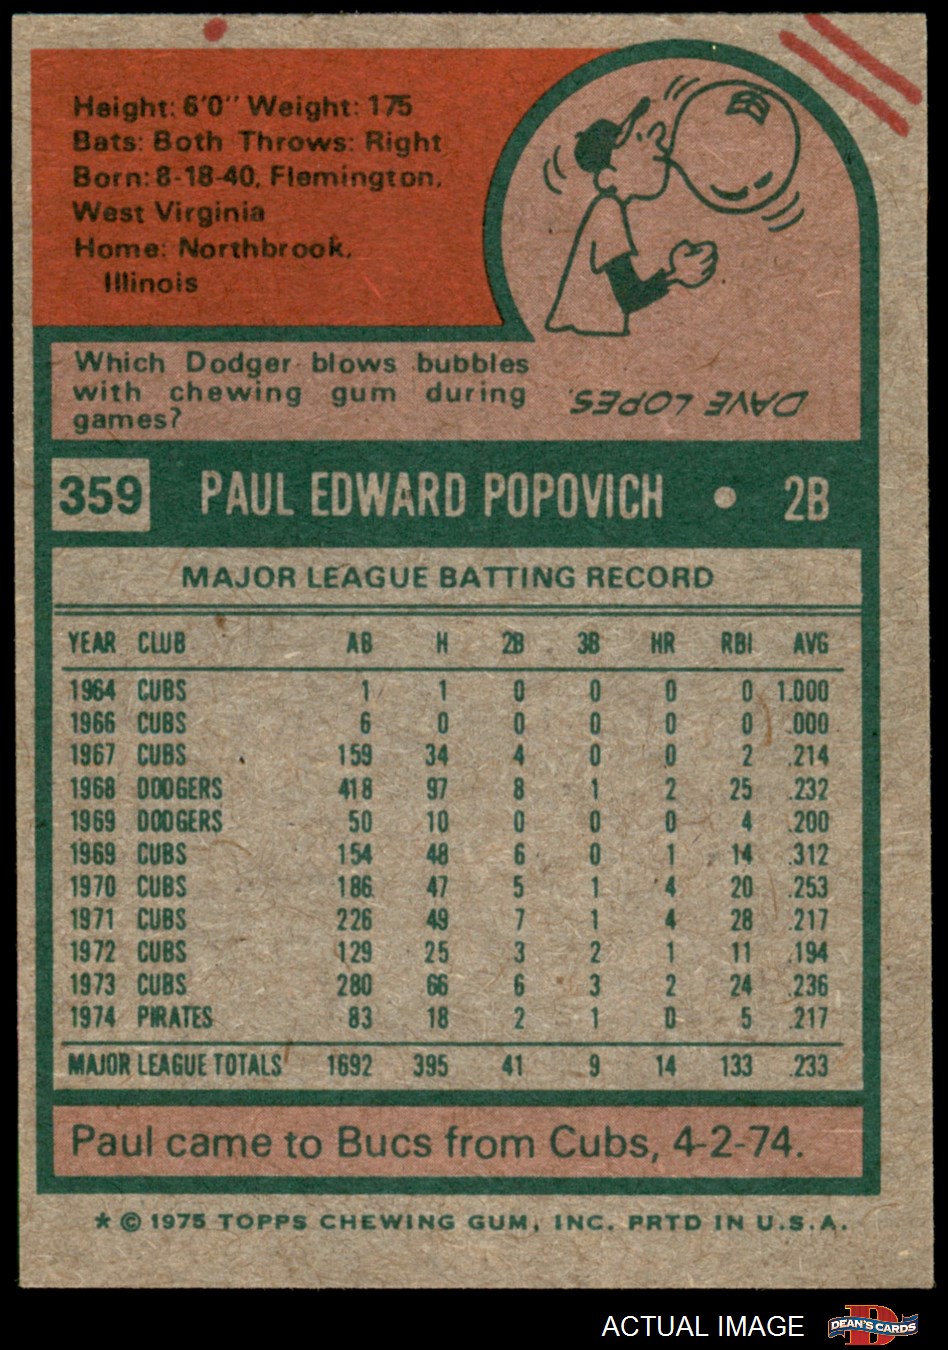 Height: 6'0" Weight: 175
Bats: Both Throws: Right
Born: 8-18-40, Flemington,
West Virginia
Home: Northbrook,
Illinois
Which Dodger blows bubbles
with chewing gum during
games?
DAVE LOPES.
359 PAUL EDWARD POPOVICH • 2B
MAJOR LEAGUE BATTING RECORD
YEAR CLUB AB H 2B 3B HR RBI AVG
1964 CUBS 1 1 0 0 0 0 1.000
1966 CUBS 6 0 0 0 0 0 .000
1967 CUBS 159 34 4 0 0 2 .214
1968 DODGERS 418 97 8 1 2 25 .232
1969 DODGERS 50 10 0 0 0 4 .200
1969 CUBS 154 48 6 0 1 14 .312
1970 CUBS 186 47 5 1 4 20 .253
1971 CUBS 226 49 7 1 4 28 .217
1972 CUBS 129 25 3 2 1 11 .194
1973 CUBS 280 66 6 3 2 24 .236
1974 PIRATES 83 18 2 1 0 5 .217
MAJOR LEAGUE TOTALS 1692 395 41 9 14 133 .233
Paul came to Bucs from Cubs, 4-2-74.
* © 1975 TOPPS CHEWING GUM, INC. PRTD IN U.S.A.
ACTUAL IMAGE
DEAN'S CARDS